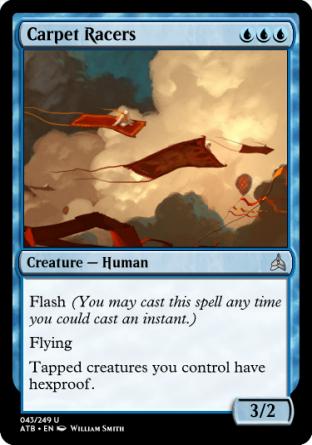 Carpet Racers
Creature — Human
Flash (You may cast this spell any time
you could cast an instant.)
Flying
Tapped creatures you control have
hexproof.
3/2
043/249 U
ATB • EN William Smith